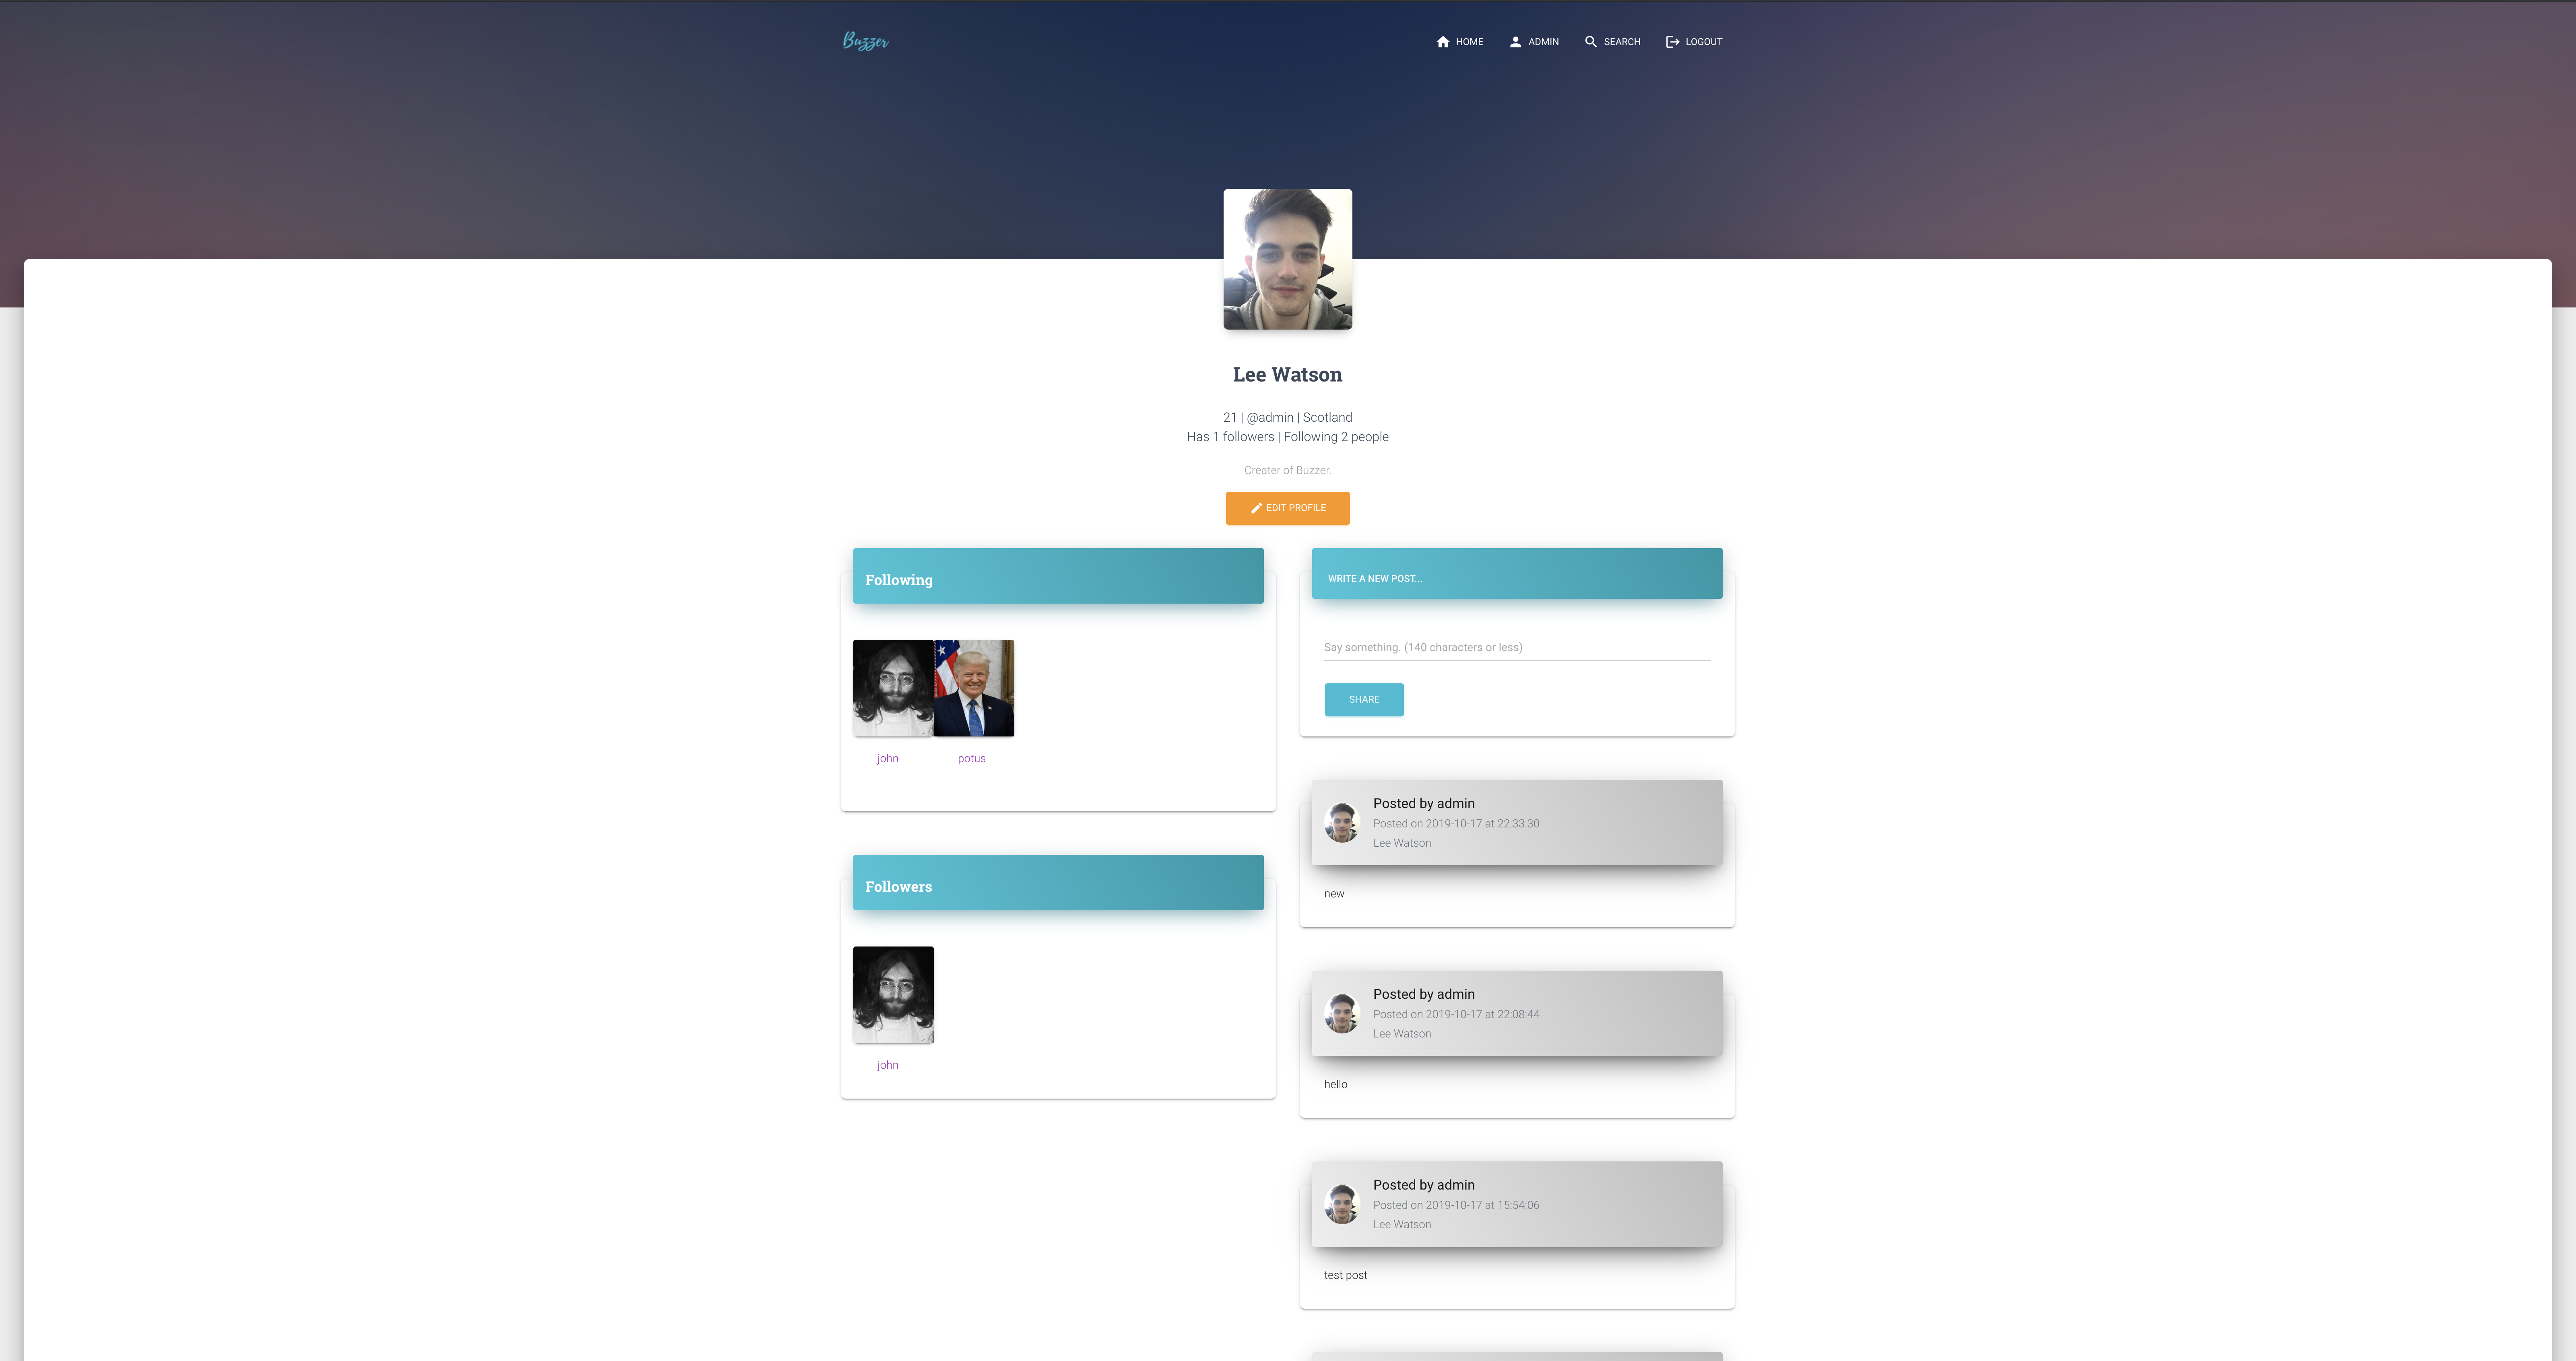 Buzzer
HOME
ADMIN
SEARCH
LOGOUT
Lee Watson
21 | @admin | Scotland
Has 1 followers | Following 2 people
Creater of Buzzer.
EDIT PROFILE
Following
john
potus
Followers
john
WRITE A NEW POST...
Say something. (140 characters or less)
SHARE
Posted by admin
Posted on 2019-10-17 at 22:33:30
Lee Watson
new
Posted by admin
Posted on 2019-10-17 at 22:08:44
Lee Watson
hello
Posted by admin
Posted on 2019-10-17 at 15:54:06
Lee Watson
test post